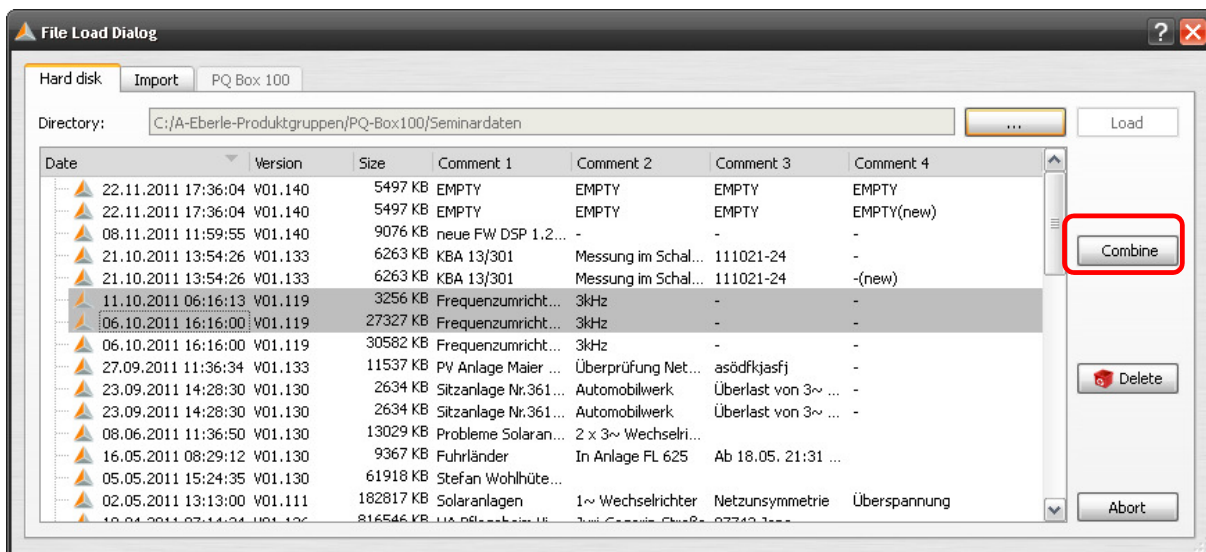 File Load Dialog
Hard disk Import PQ Box 100
Directory: C:/A-Eberle-Produktgruppen/PQ-Box100/Seminardaten ... Load
Date Version Size Comment 1 Comment 2 Comment 3 Comment 4
22.11.2011 17:36:04 V01.140 5497 KB EMPTY EMPTY EMPTY EMPTY
22.11.2011 17:36:04 V01.140 5497 KB EMPTY EMPTY EMPTY EMPTY(new)
08.11.2011 11:59:55 V01.140 9076 KB neue FW DSP 1.2... - - -
21.10.2011 13:54:26 V01.133 6263 KB KBA 13/301 Messung im Schal... 111021-24 -
Combine
21.10.2011 13:54:26 V01.133 6263 KB KBA 13/301 Messung im Schal... 111021-24 -(new)
11.10.2011 06:16:13 V01.119 3256 KB Frequenzumricht... 3kHz - -
06.10.2011 16:16:00 V01.119 27327 KB Frequenzumricht... 3kHz - -
06.10.2011 16:16:00 V01.119 30582 KB Frequenzumricht... 3kHz - -
27.09.2011 11:36:34 V01.133 11537 KB PV Anlage Maier ... Überprüfung Net... asödfkjasfj -
23.09.2011 14:28:30 V01.130 2634 KB Sitzanlage Nr.361... Automobilwerk Überlast von 3~ ... -
Delete
23.09.2011 14:28:30 V01.130 2634 KB Sitzanlage Nr.361... Automobilwerk Überlast von 3~ ... -
08.06.2011 11:36:50 V01.130 13029 KB Probleme Solaran... 2 x 3~ Wechselri...
16.05.2011 08:29:12 V01.130 9367 KB Fuhrländer In Anlage FL 625 Ab 18.05. 21:31 ...
05.05.2011 15:24:35 V01.130 61918 KB Stefan Wohlhüte...
02.05.2011 13:13:00 V01.111 182817 KB Solaranlagen 1~ Wechselrichter Netzunsymmetrie Überspannung
Abort
816546 KB